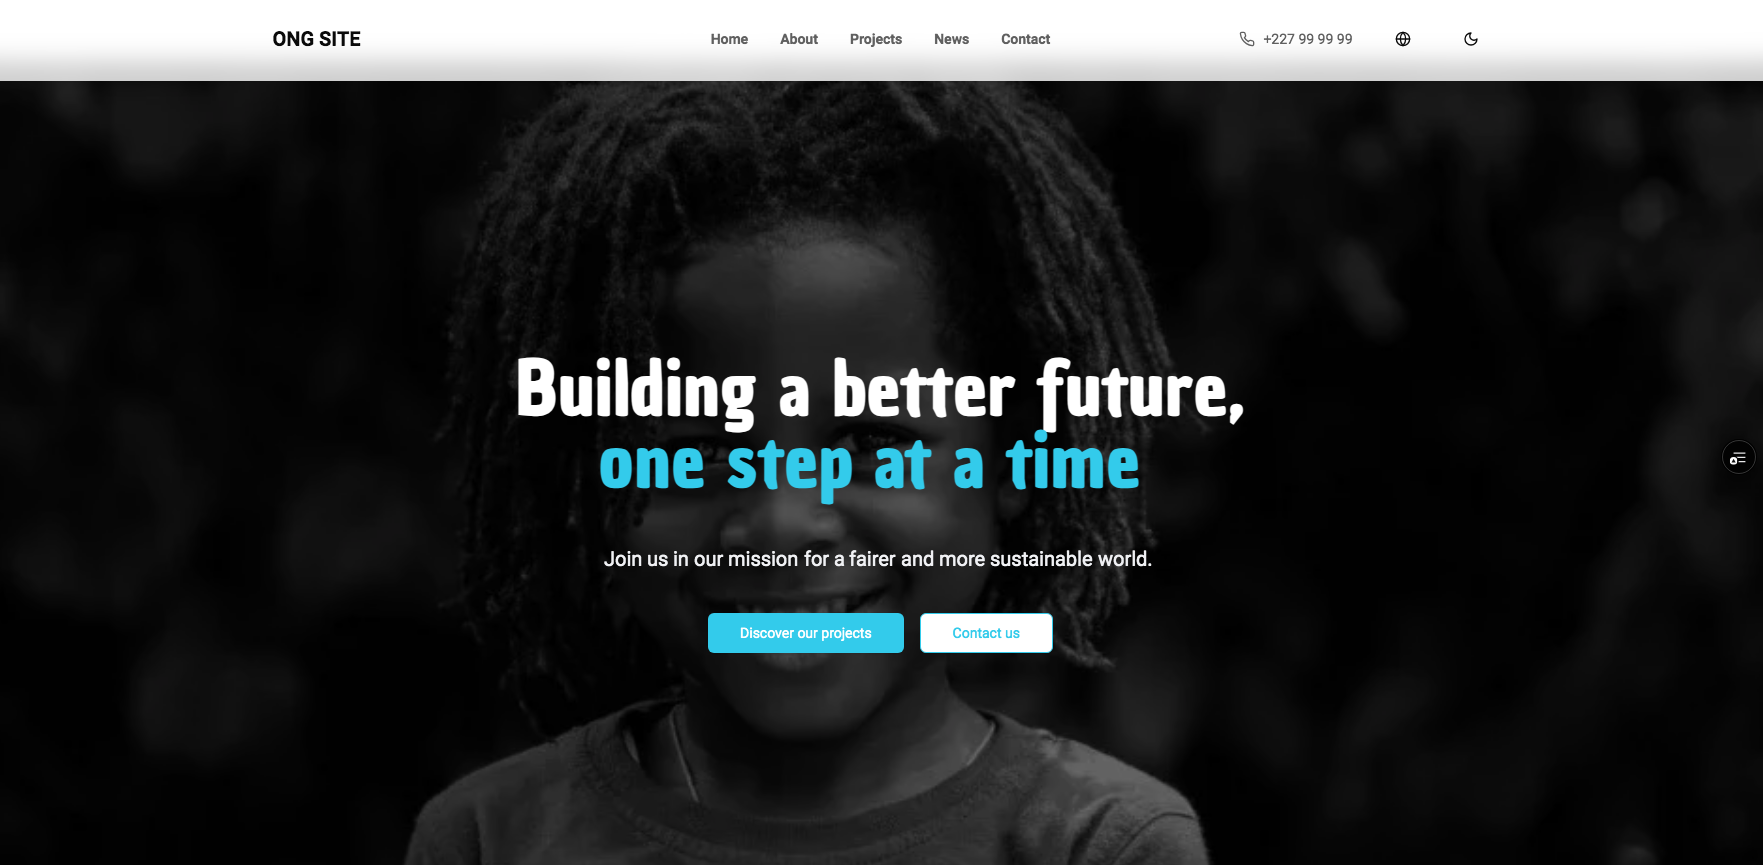 ONG SITE
Home About Projects News Contact
+227 99 99 99
Building a better future,
one step at a time
Join us in our mission for a fairer and more sustainable world.
Discover our projects
Contact us